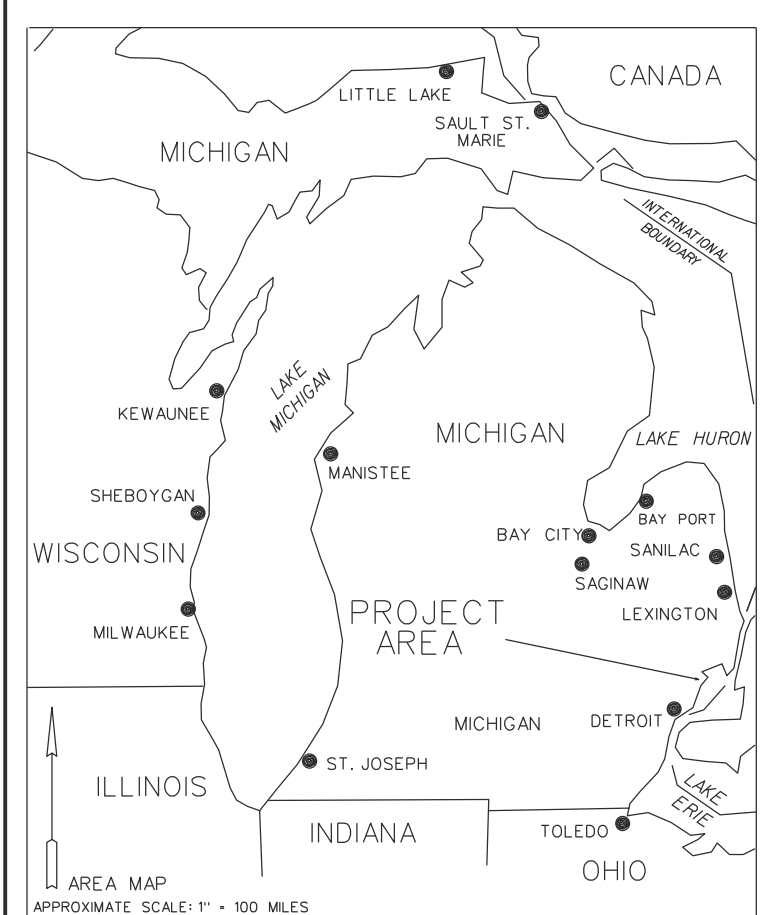 CANADA
LITTLE LAKE
SAULT ST.
MARIE
MICHIGAN
INTERNATIONAL
BOUNDARY
LAKE
MICHIGAN
KEWAUNEE
MICHIGAN
LAKE HURON
MANISTEE
SHEBOYGAN
BAY PORT
BAY CITY
SANILAC
WISCONSIN
SAGINAW
LEXINGTON
PROJECT
AREA
MILWAUKEE
MICHIGAN
DETROIT
ST. JOSEPH
ILLINOIS
LAKE
ERIE
INDIANA
TOLEDO
OHIO
AREA MAP
APPROXIMATE SCALE: 1" = 100 MILES